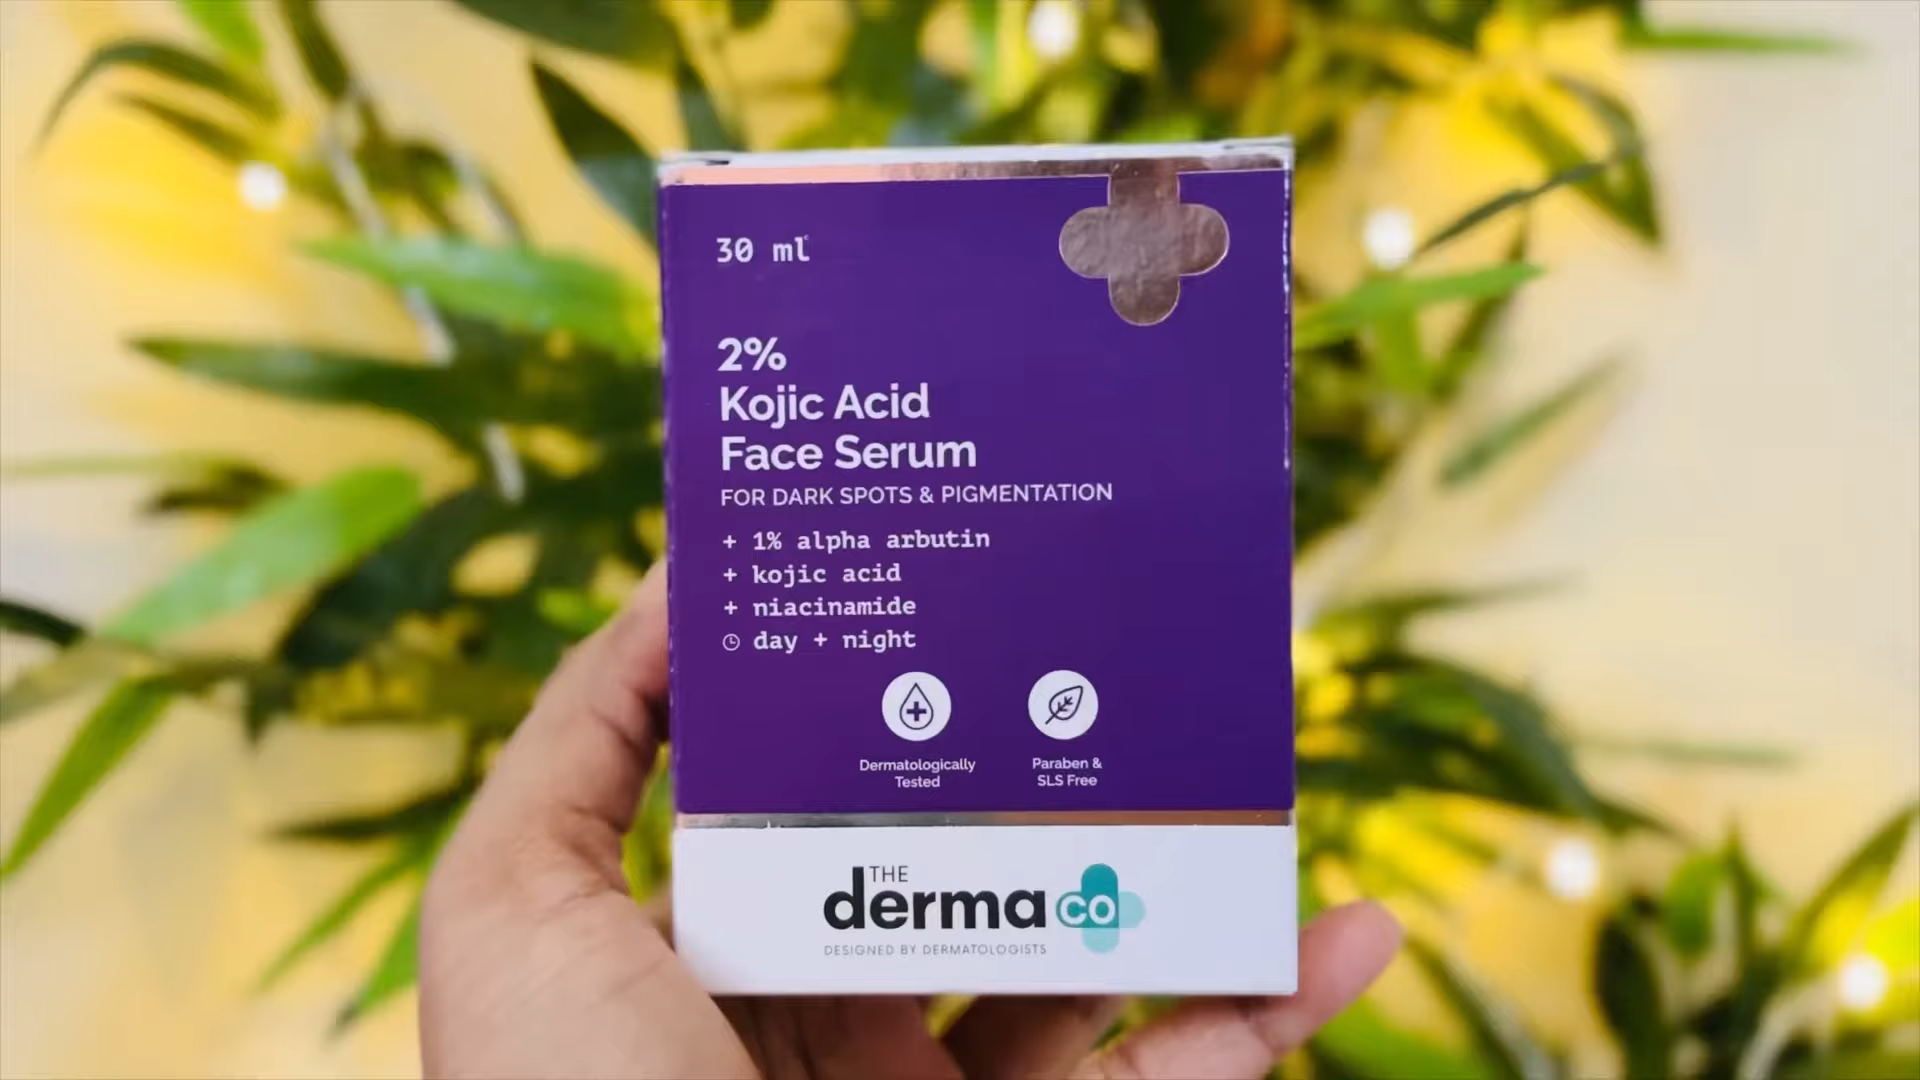 30 ml
2%
Kojic Acid
Face Serum
FOR DARK SPOTS & PIGMENTATION
+ 1% alpha arbutin
+ kojic acid
+ niacinamide
day + night
Dermatologically
Tested
Paraben &
SLS Free
THE
derma co
DESIGNED BY DERMATOLOGISTS